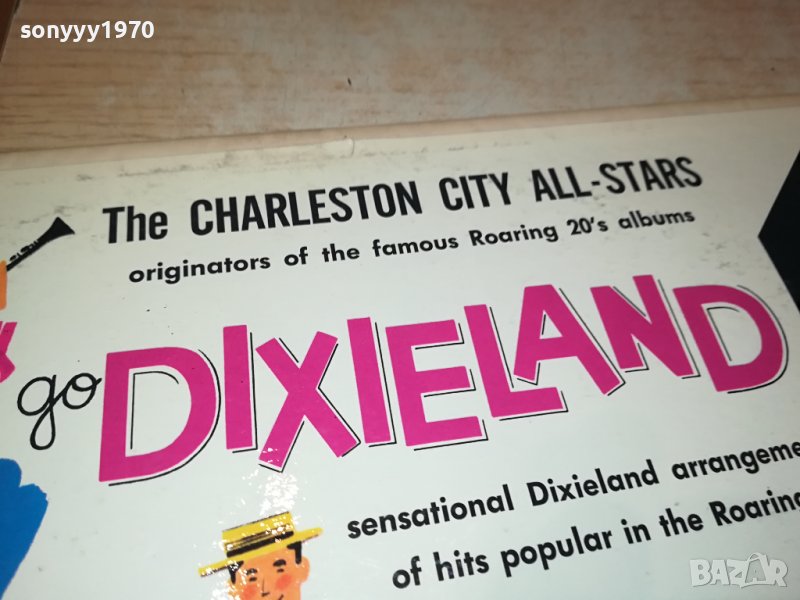 sonyyy1970
The CHARLESTON CITY ALL-STARS
originators of the famous Roaring 20's albums
go DIXIELAND
sensational Dixieland arrangeme
of hits popular in the Roaring
BAZAR